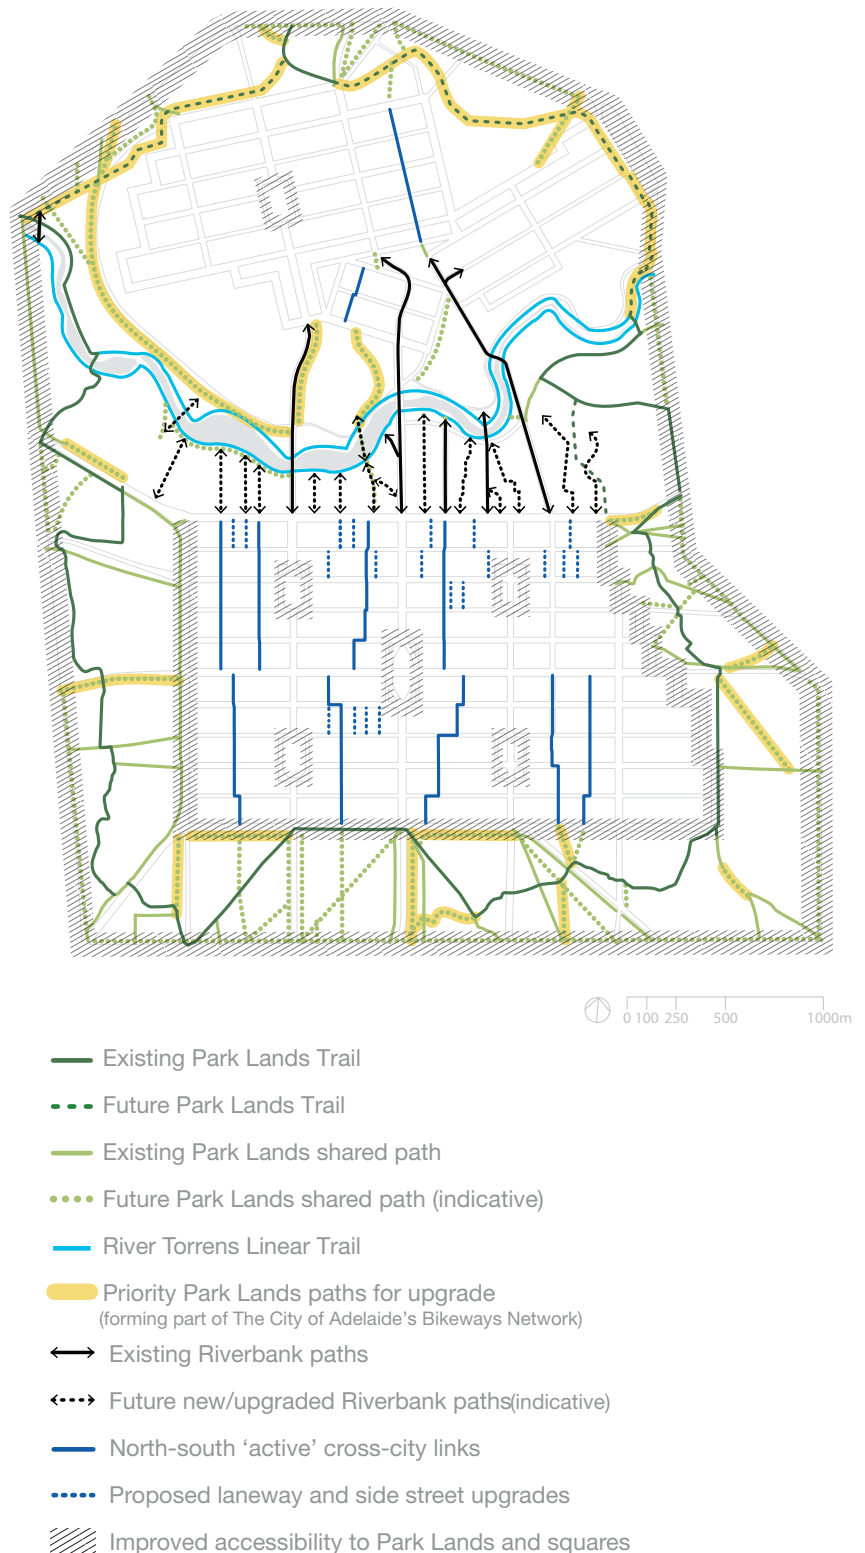 0 100 250 500 1000m
Existing Park Lands Trail
Future Park Lands Trail
Existing Park Lands shared path
Future Park Lands shared path (indicative)
River Torrens Linear Trail
Priority Park Lands paths for upgrade
(forming part of The City of Adelaide's Bikeways Network)
Existing Riverbank paths
Future new/upgraded Riverbank paths(indicative)
North-south ‘active’ cross-city links
Proposed laneway and side street upgrades
Improved accessibility to Park Lands and squares